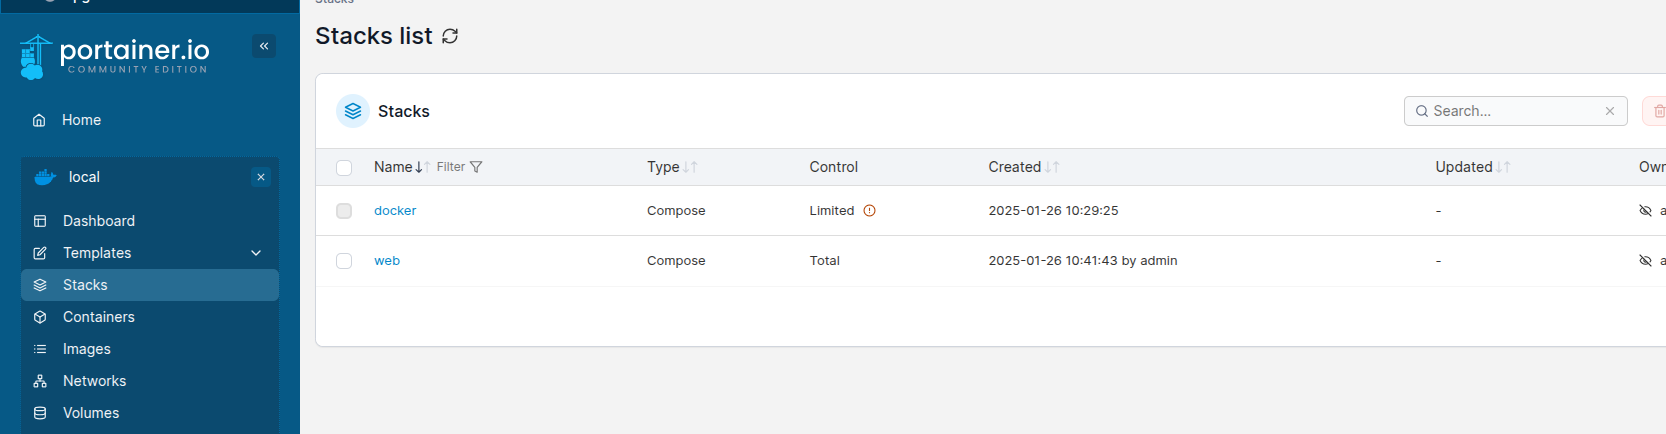 Stacks
portainer.io
COMMUNITY EDITION
Home
local
Dashboard
Templates
Stacks
Containers
Images
Networks
Volumes
Stacks list
Stacks
Search...
Name Filter Type Control Created Updated
docker Compose Limited 2025-01-26 10:29:25 -
web Compose Total 2025-01-26 10:41:43 by admin -